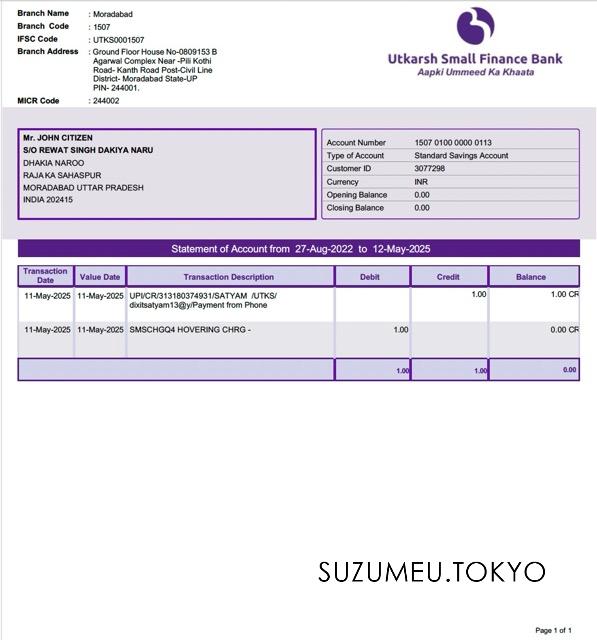 Branch Name : Moradabad
Branch Code : 1507
IFSC Code : UTKS0001507
Branch Address : Ground Floor House No-0809153 B
Agarwal Complex Near -Pili Kothi
Road- Kanth Road Post-Civil Line
District- Moradabad State-UP
PIN- 244001.
MICR Code : 244002
Utkarsh Small Finance Bank
Aapki Ummeed Ka Khaata
Mr. JOHN CITIZEN
S/O REWAT SINGH DAKIYA NARU
DHAKIA NAROO
RAJA KA SAHASPUR
MORADABAD UTTAR PRADESH
INDIA 202415
Account Number 1507 0100 0000 0113
Type of Account Standard Savings Account
Customer ID 3077298
Currency INR
Opening Balance 0.00
Closing Balance 0.00
Statement of Account from 27-Aug-2022 to 12-May-2025
Transaction Date Value Date Transaction Description Debit Credit Balance
11-May-2025 11-May-2025 UPI/CR/313180374931/SATYAM /UTKS/ 1.00 1.00 CR
dixitsatyam13@y/Payment from Phone
11-May-2025 11-May-2025 SMSCHGQ4 HOVERING CHRG - 1.00 0.00 CR
1.00 1.00 0.00
SUZUMEU.TOKYO
Page 1 of 1